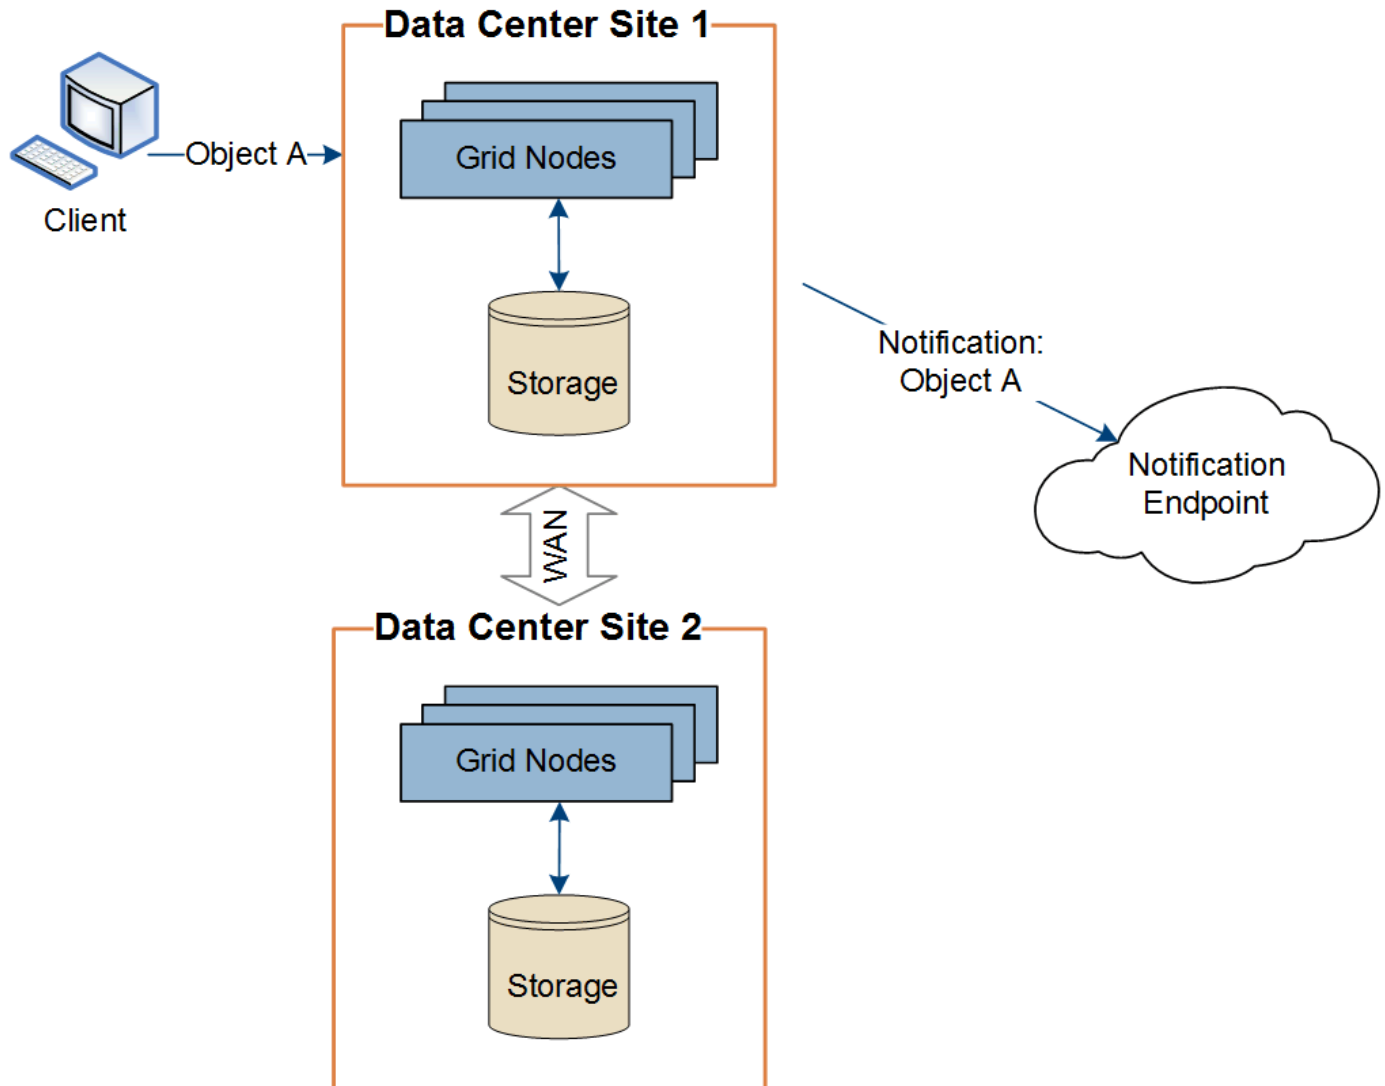 Data Center Site 1
Grid Nodes
Object A
Client
Storage
Notification:
Object A
Notification
Endpoint
WAN
Data Center Site 2
Grid Nodes
Storage